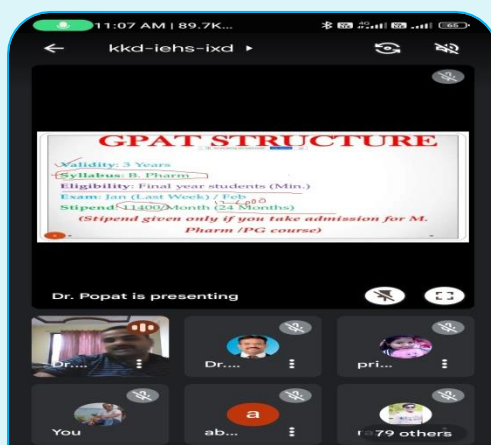 11:07 AM | 89.7K...
65
kkd-iehs-ixd
GPAT STRUCTURE
Validity: 3 Years
Syllabus: B. Pharm
Eligibility: Final year students (Min.)
Exam: Jan (Last Week) / Feb
Stipend: 11400/Month (24 Months)
(Stipend given only if you take admission for M.
Pharm /PG course)
Dr. Popat is presenting
Dr....
Dr....
pri...
You
a
ab...
79 others